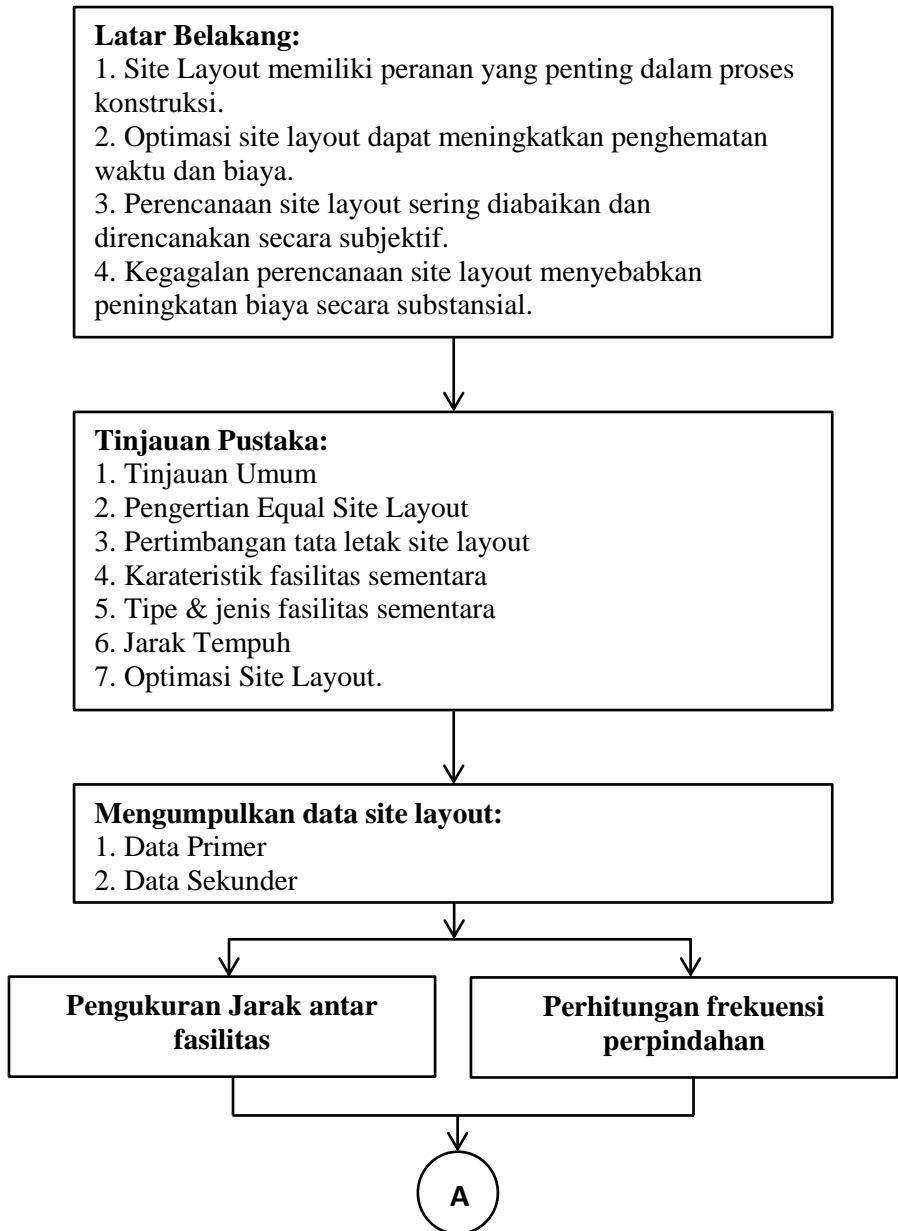 Latar Belakang:
1. Site Layout memiliki peranan yang penting dalam proses
konstruksi.
2. Optimasi site layout dapat meningkatkan penghematan
waktu dan biaya.
3. Perencanaan site layout sering diabaikan dan
direncanakan secara subjektif.
4. Kegagalan perencanaan site layout menyebabkan
peningkatan biaya secara substansial.
Tinjauan Pustaka:
1. Tinjauan Umum
2. Pengertian Equal Site Layout
3. Pertimbangan tata letak site layout
4. Karateristik fasilitas sementara
5. Tipe & jenis fasilitas sementara
6. Jarak Tempuh
7. Optimasi Site Layout.
Mengumpulkan data site layout:
1. Data Primer
2. Data Sekunder
Pengukuran Jarak antar
fasilitas
Perhitungan frekuensi
perpindahan
A